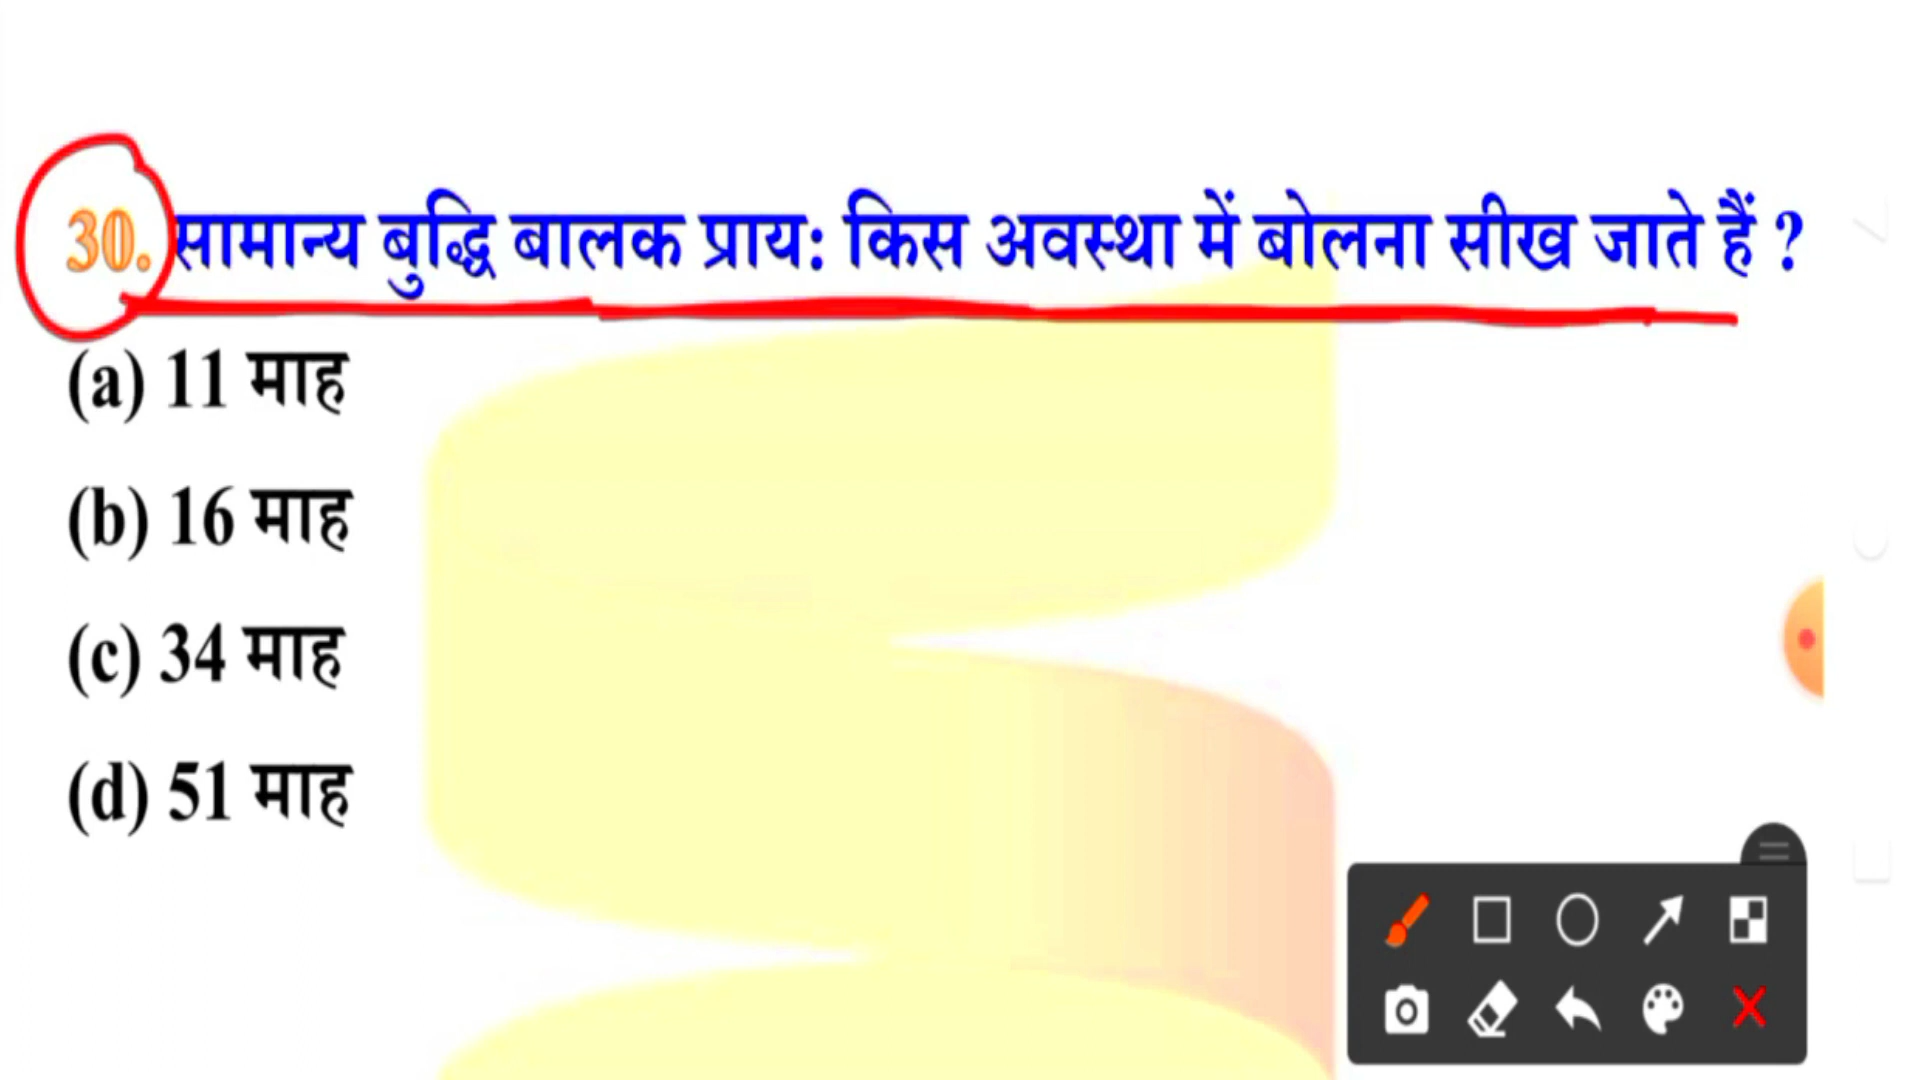 30. सामान्य बुद्धि बालक प्राय: किस अवस्था में बोलना सीख जाते हैं ?
(a) 11 माह
(b) 16 माह
(c) 34 माह
(d) 51 माह